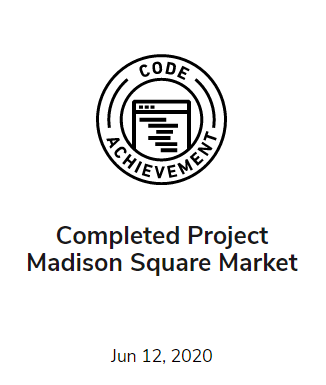 CODE
ACHIEVEMENT
Completed Project
Madison Square Market
Jun 12, 2020